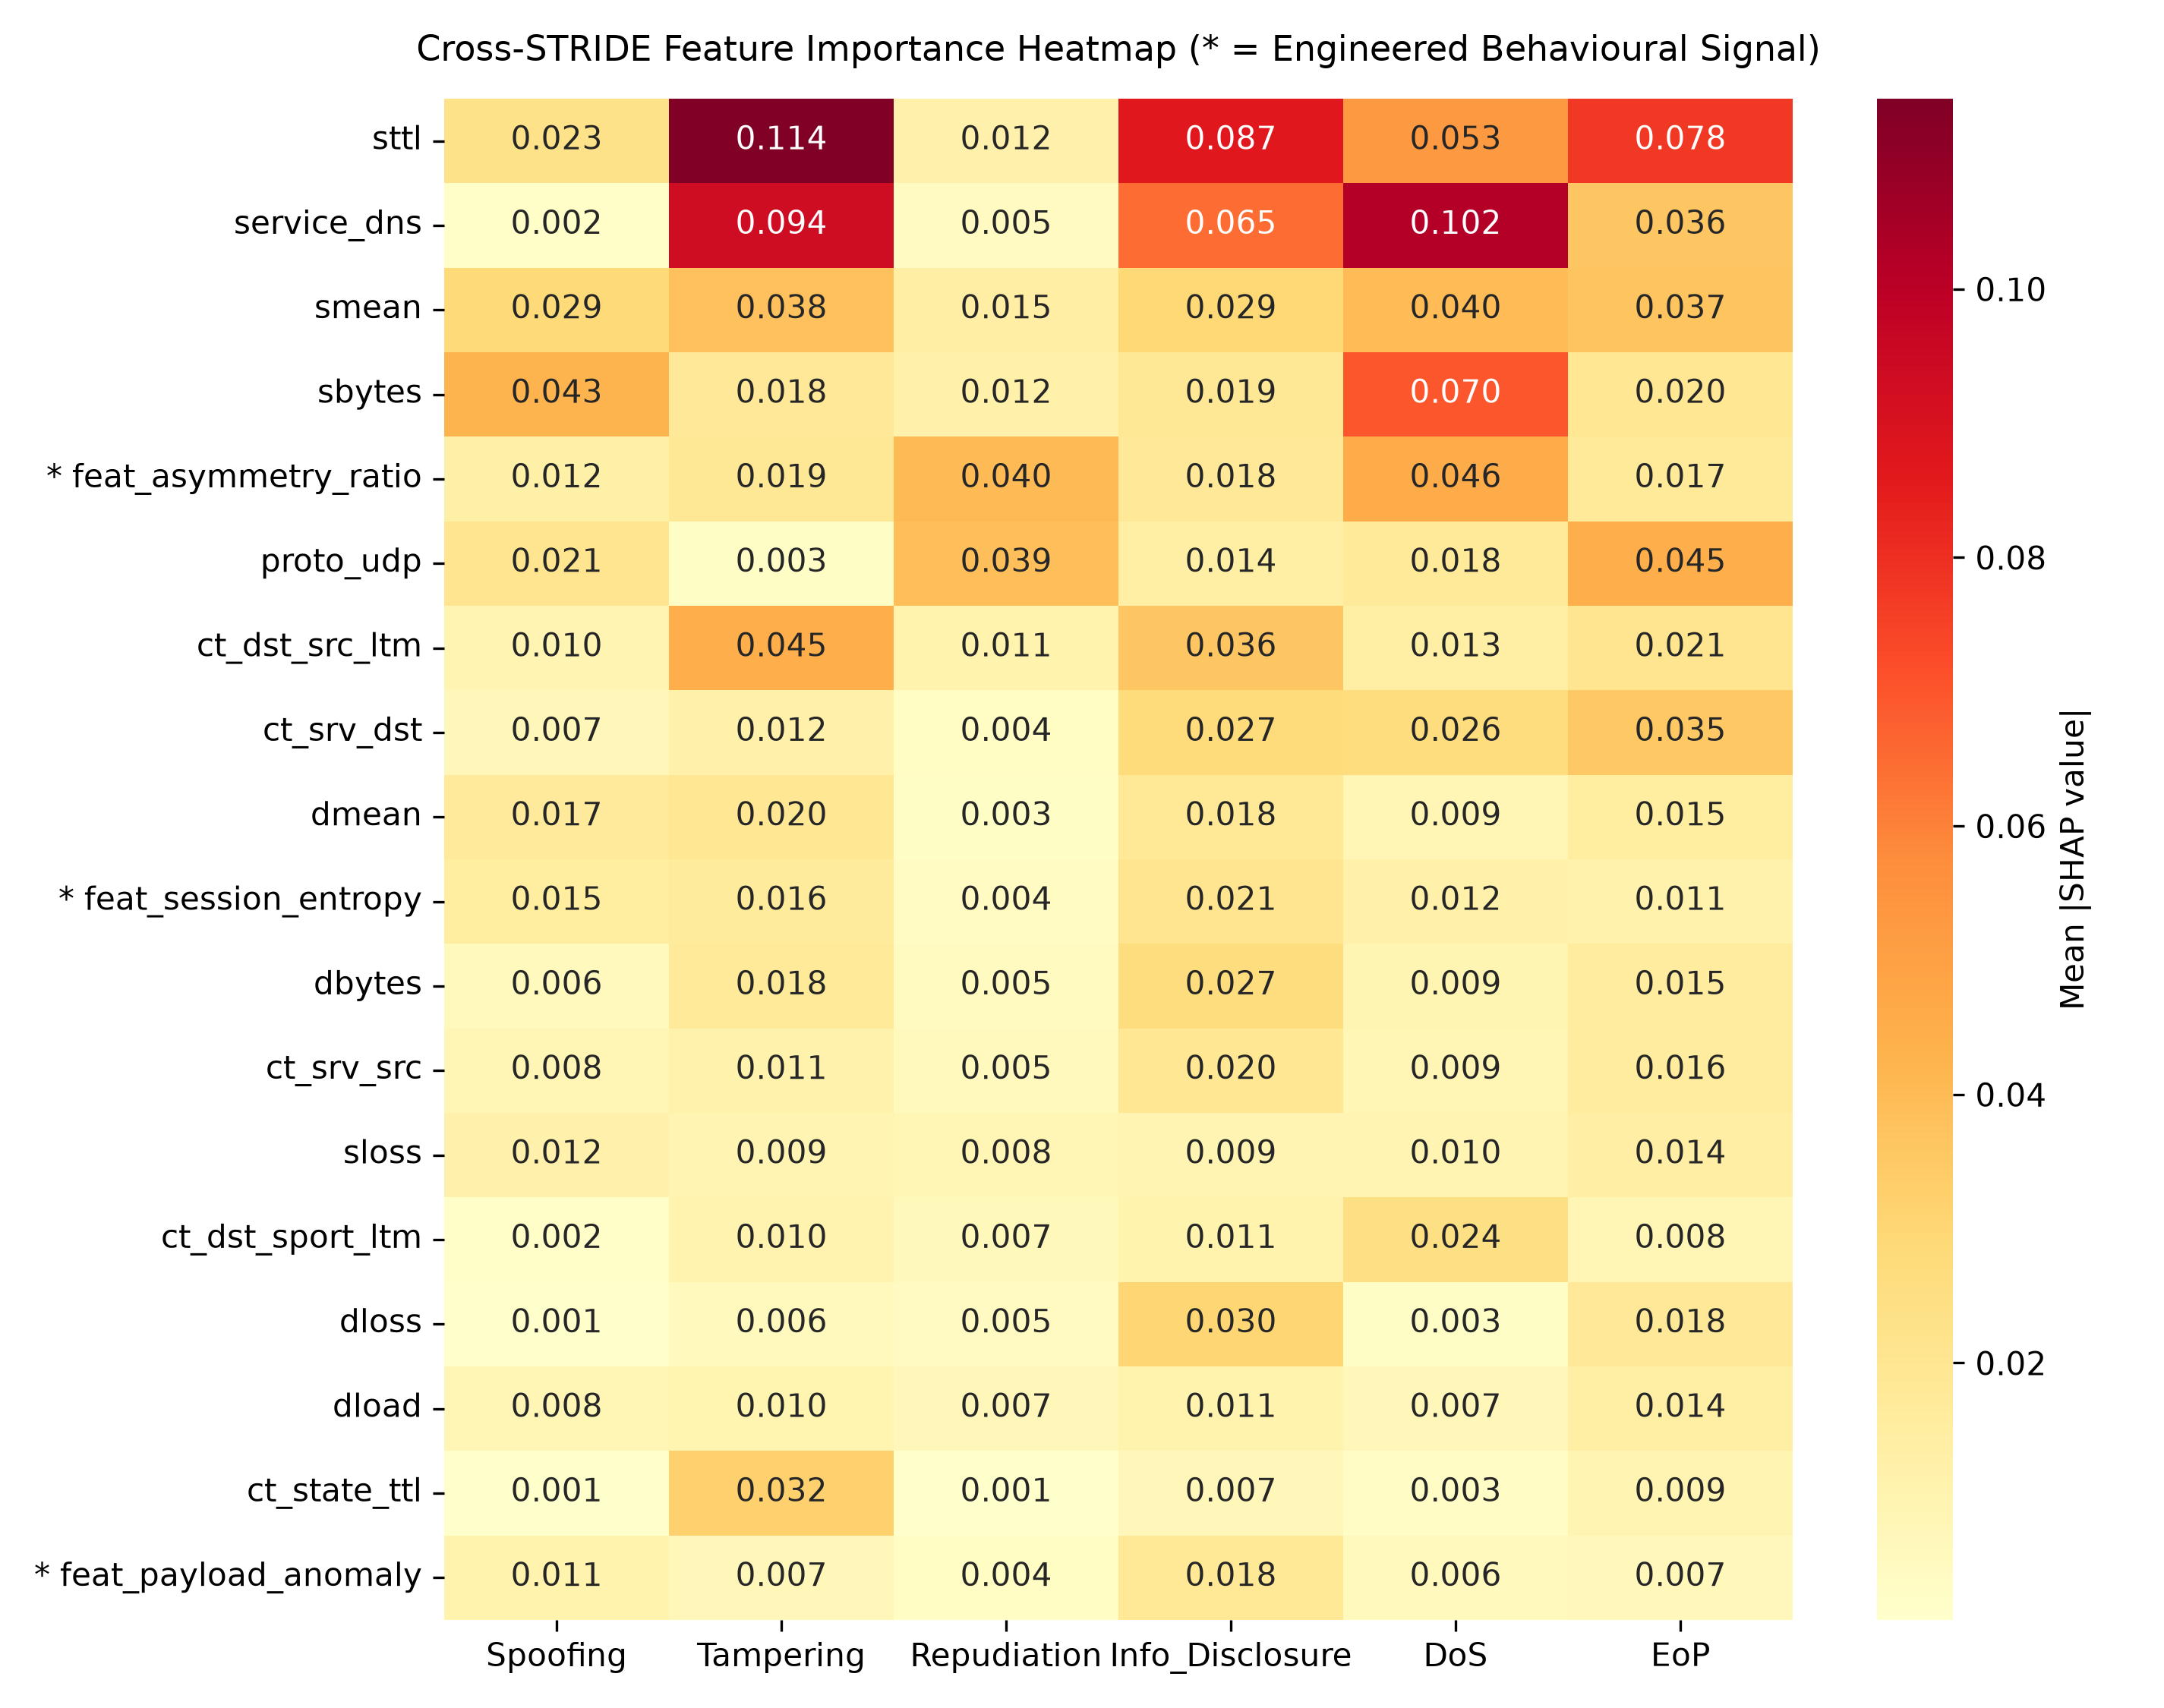 Cross-STRIDE Feature Importance Heatmap (* = Engineered Behavioural Signal)
sttl 0.023 0.114 0.012 0.087 0.053 0.078
service_dns 0.002 0.094 0.005 0.065 0.102 0.036
smean 0.029 0.038 0.015 0.029 0.040 0.037
sbytes 0.043 0.018 0.012 0.019 0.070 0.020
* feat_asymmetry_ratio 0.012 0.019 0.040 0.018 0.046 0.017
proto_udp 0.021 0.003 0.039 0.014 0.018 0.045
ct_dst_src_ltm 0.010 0.045 0.011 0.036 0.013 0.021
ct_srv_dst 0.007 0.012 0.004 0.027 0.026 0.035
dmean 0.017 0.020 0.003 0.018 0.009 0.015
* feat_session_entropy 0.015 0.016 0.004 0.021 0.012 0.011
dbytes 0.006 0.018 0.005 0.027 0.009 0.015
ct_srv_src 0.008 0.011 0.005 0.020 0.009 0.016
sloss 0.012 0.009 0.008 0.009 0.010 0.014
ct_dst_sport_ltm 0.002 0.010 0.007 0.011 0.024 0.008
dloss 0.001 0.006 0.005 0.030 0.003 0.018
dload 0.008 0.010 0.007 0.011 0.007 0.014
ct_state_ttl 0.001 0.032 0.001 0.007 0.003 0.009
* feat_payload_anomaly 0.011 0.007 0.004 0.018 0.006 0.007
Spoofing Tampering Repudiation Info_Disclosure DoS EoP
0.10
0.08
0.06
0.04
0.02
Mean |SHAP value|